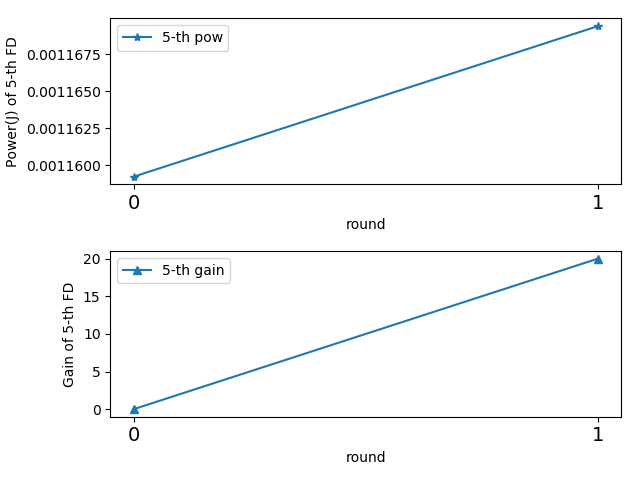 Power(J) of 5-th FD
5-th pow
0.0011675
0.0011650
0.0011625
0.0011600
0 1
round
Gain of 5-th FD
5-th gain
20
15
10
5
0
0 1
round